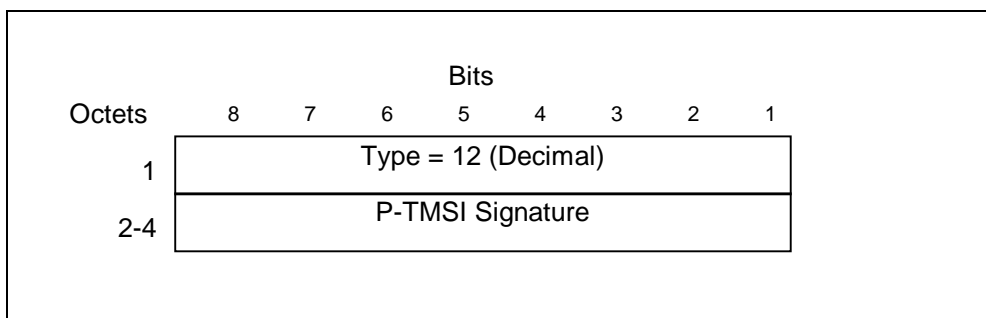 Bits
Octets 8 7 6 5 4 3 2 1
1 Type = 12 (Decimal)
2-4 P-TMSI Signature